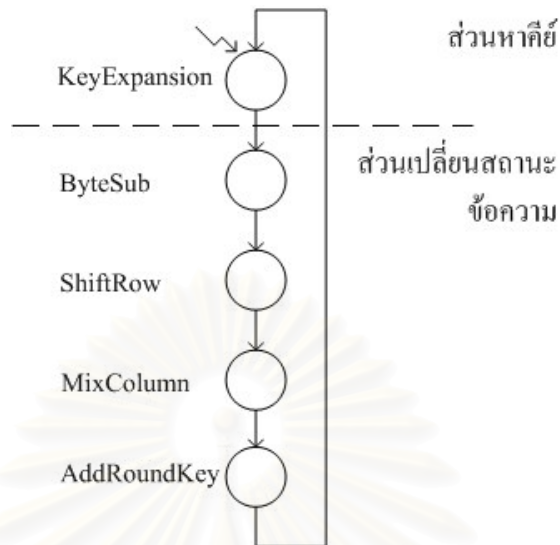 ส่วนหาคีย์
KeyExpansion
ส่วนเปลี่ยนสถานะ
ข้อความ
ByteSub
ShiftRow
MixColumn
AddRoundKey